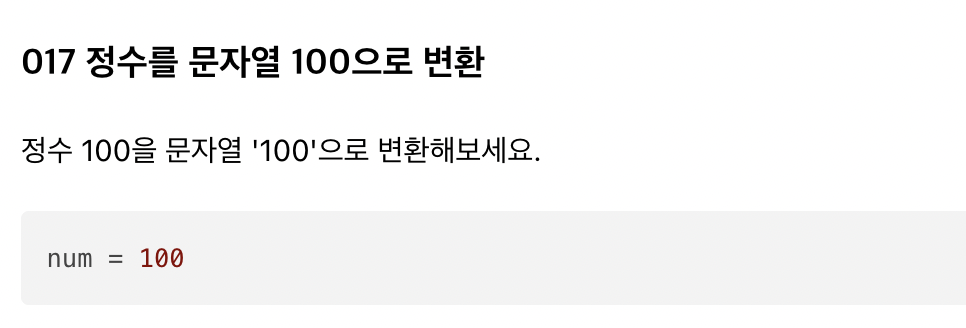 017 정수를 문자열 100으로 변환
정수 100을 문자열 '100'으로 변환해보세요.
num = 100